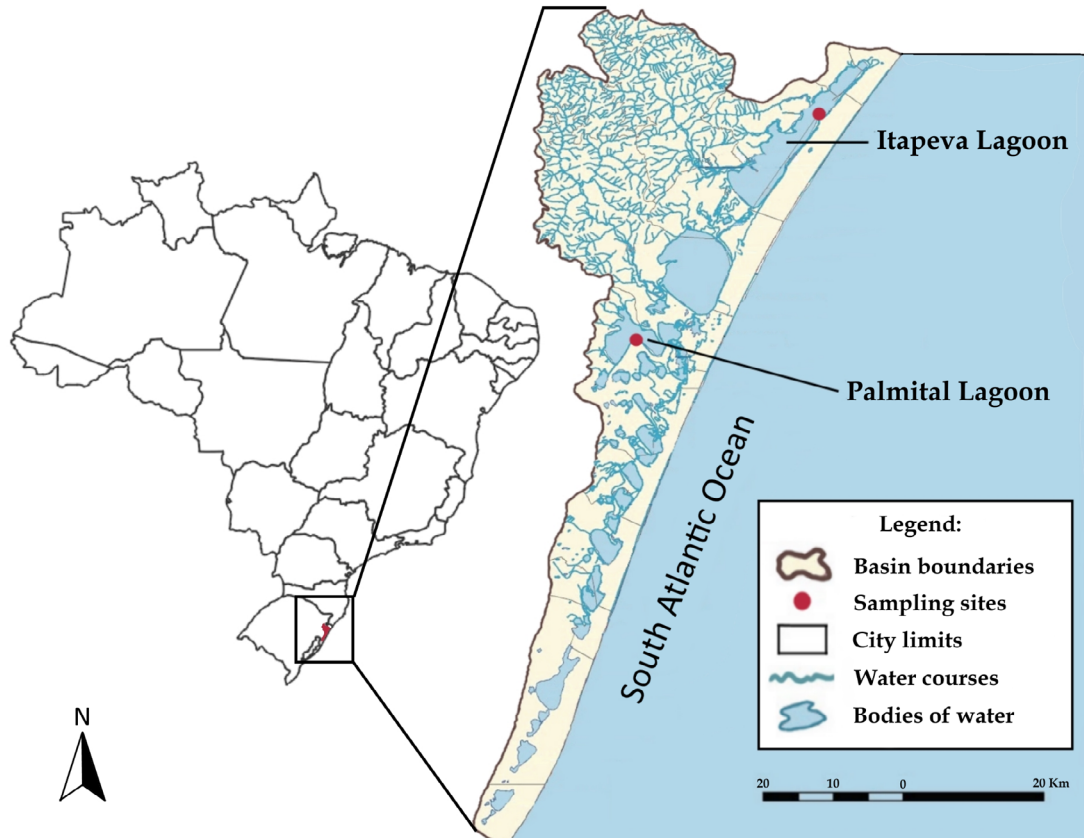 Itapeva Lagoon
Palmital Lagoon
South Atlantic Ocean
Legend:
Basin boundaries
Sampling sites
City limits
Water courses
Bodies of water
N
20 10 0 20 Km